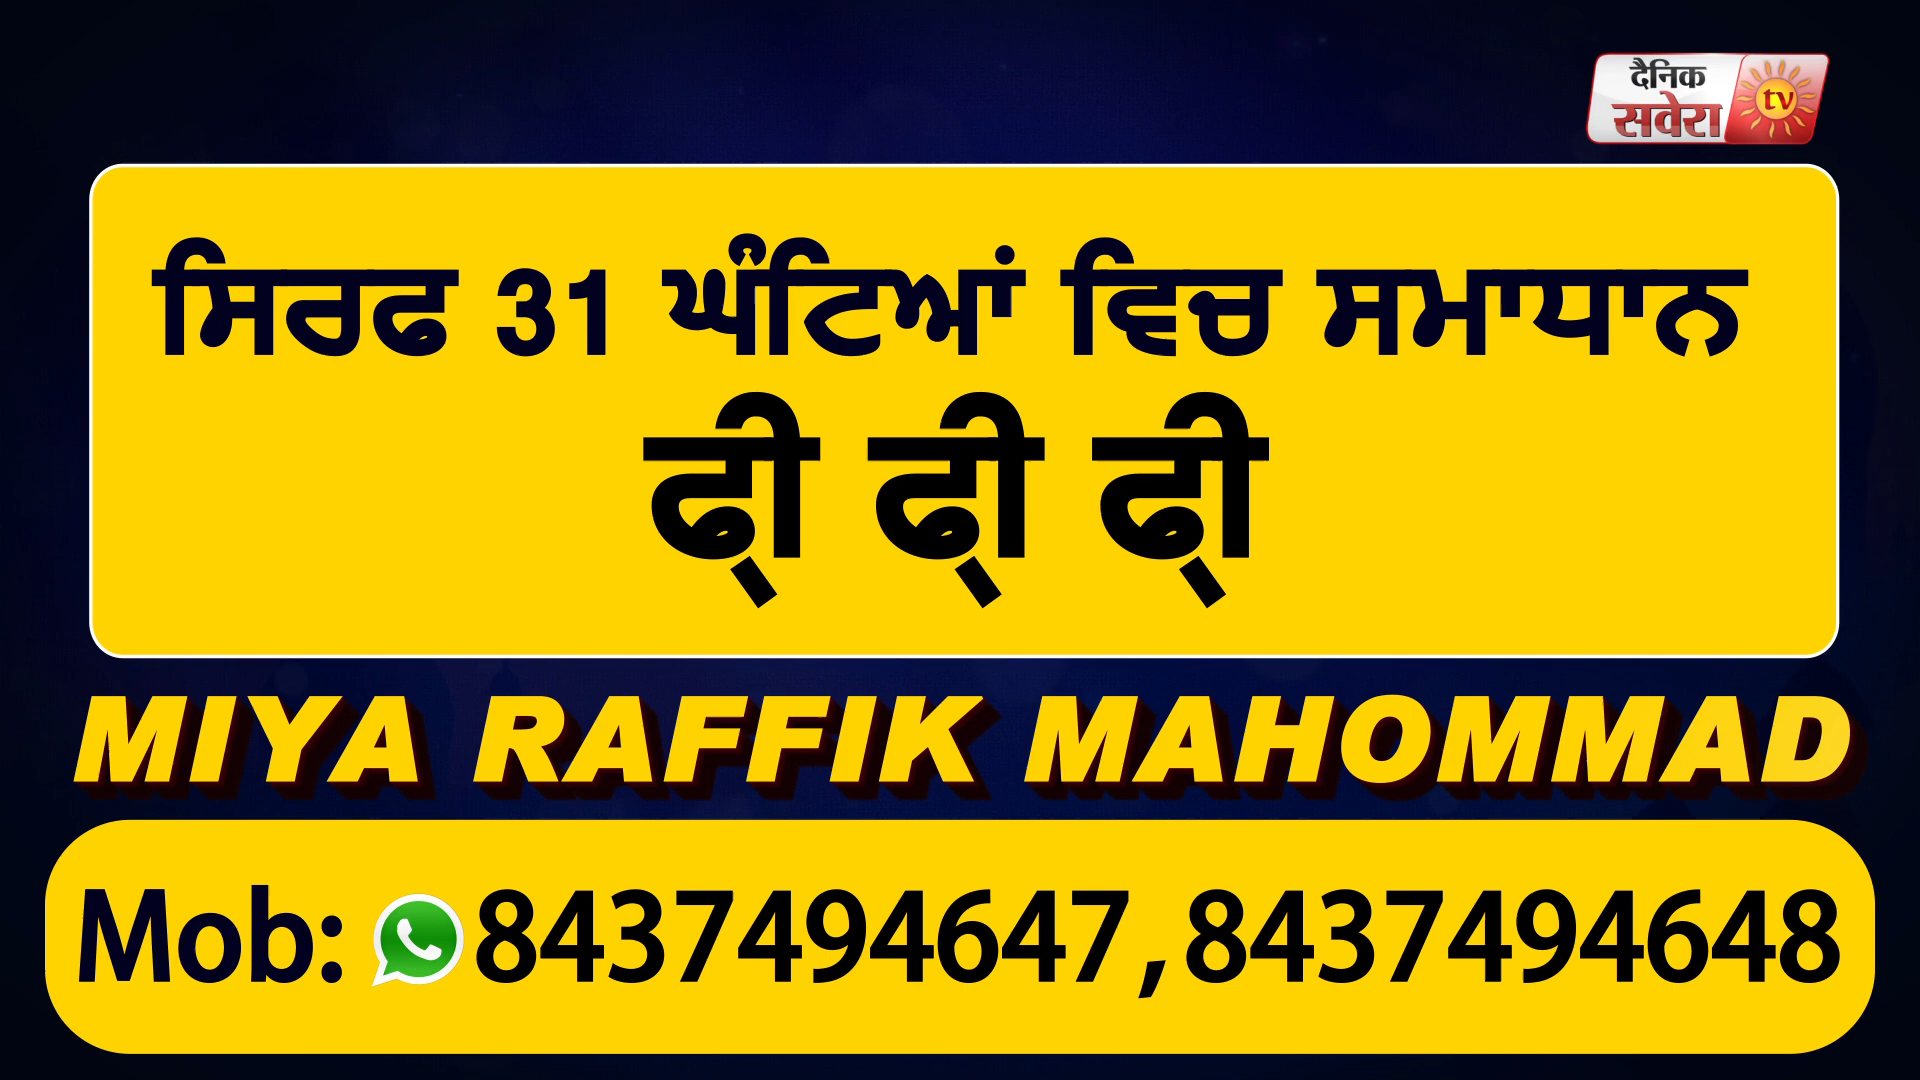 दैनिक
सवेरा tv
ਸਿਰਫ 31 ਘੰਟਿਆਂ ਵਿਚ ਸਮਾਧਾਨ
ਫ੍ਰੀ ਫ੍ਰੀ ਫ੍ਰੀ
MIYA RAFFIK MAHOMMAD
Mob: 8437494647, 8437494648